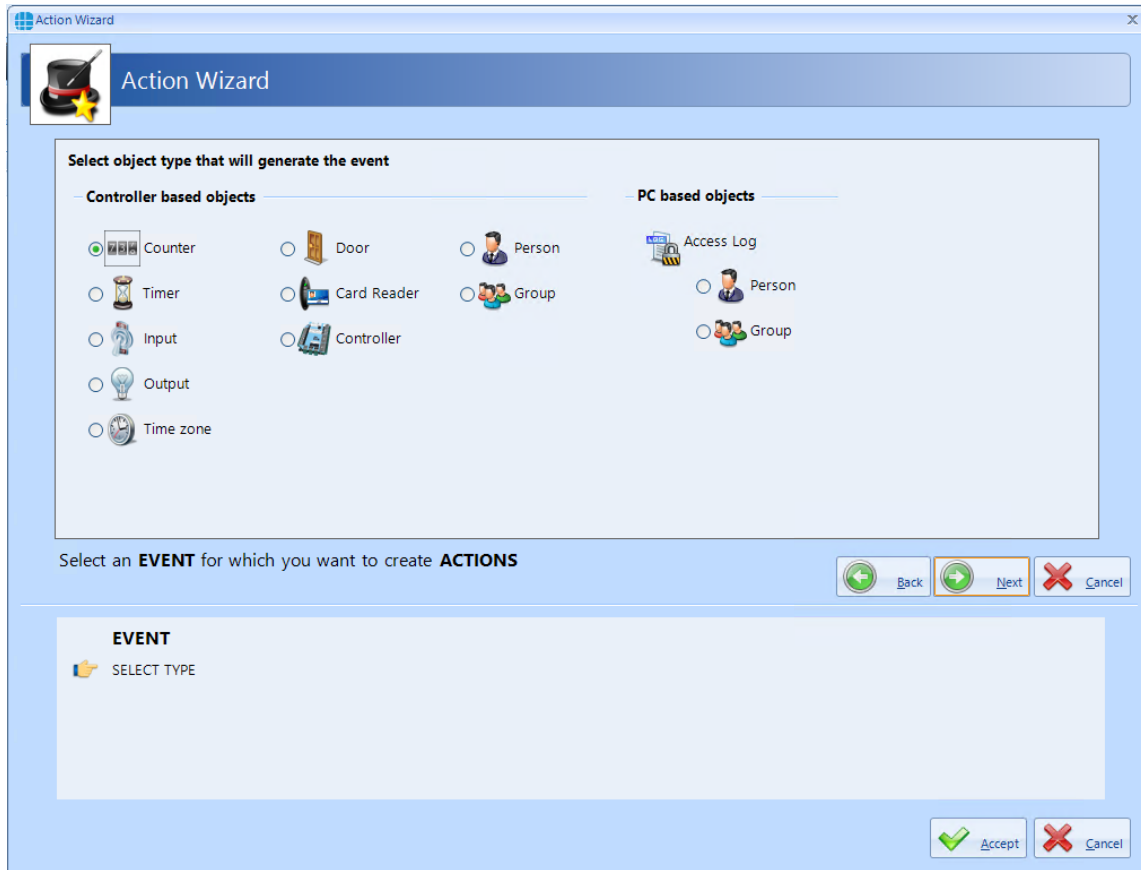 Action Wizard
Action Wizard
Select object type that will generate the event
Controller based objects
Counter
Timer
Input
Output
Time zone
Door
Card Reader
Controller
Person
Group
PC based objects
Access Log
Person
Group
Select an EVENT for which you want to create ACTIONS
Back
Next
Cancel
EVENT
SELECT TYPE
Accept
Cancel